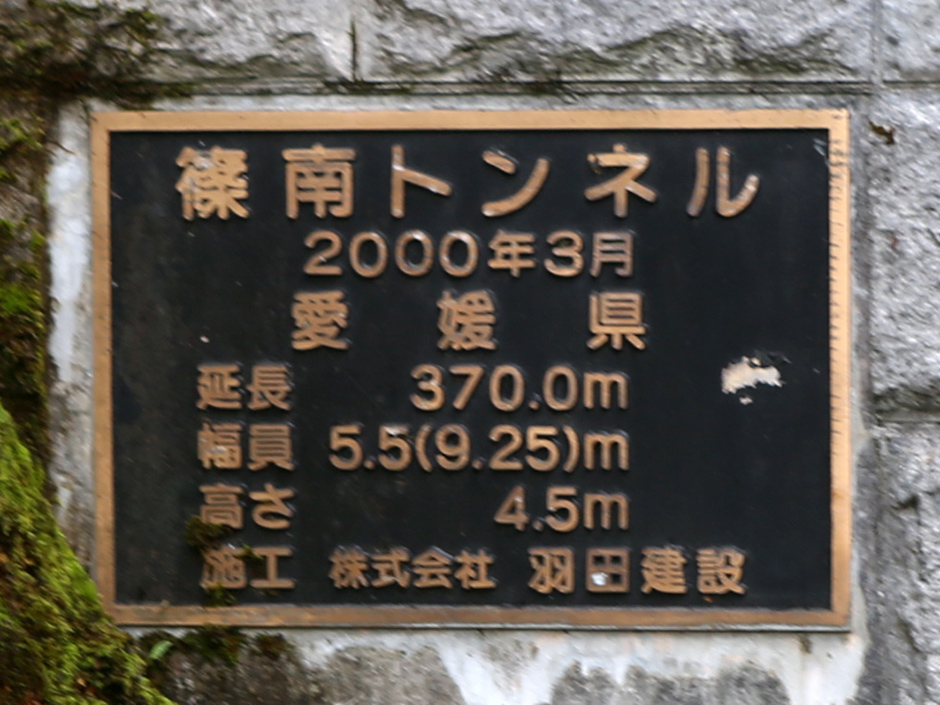 篠南トンネル
2000年3月
愛媛県
延長 370.0m
幅員 5.5(9.25)m
高さ 4.5m
施工 株式会社 羽田建設